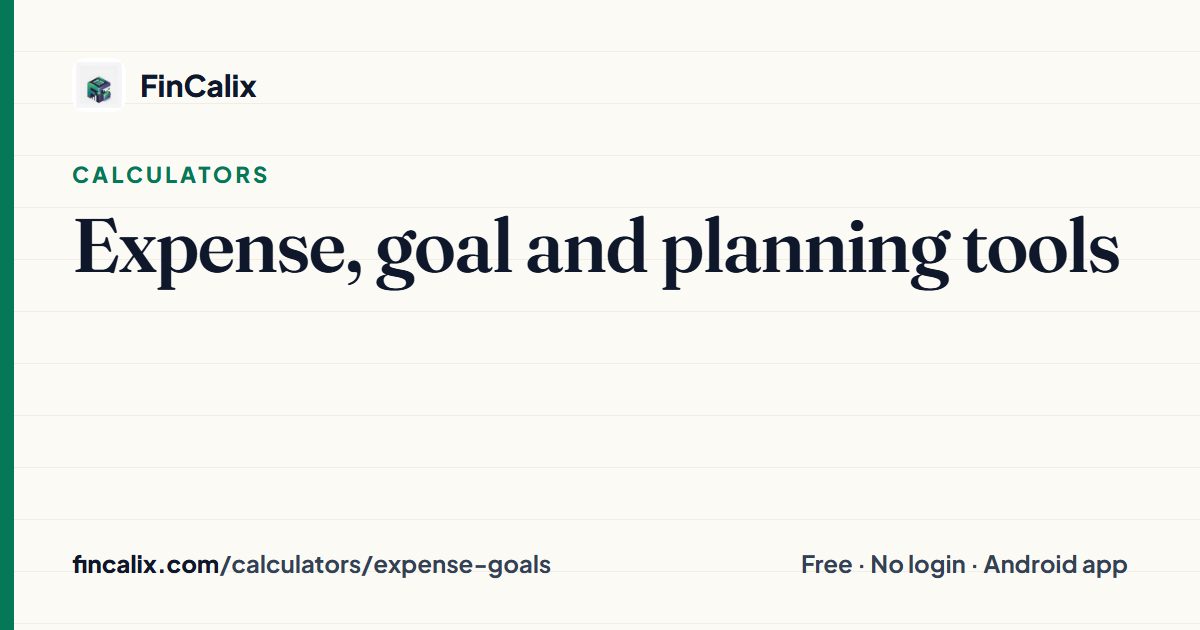 FinCalix
CALCULATORS
Expense, goal and planning tools
fincalix.com/calculators/expense-goals
Free · No login · Android app